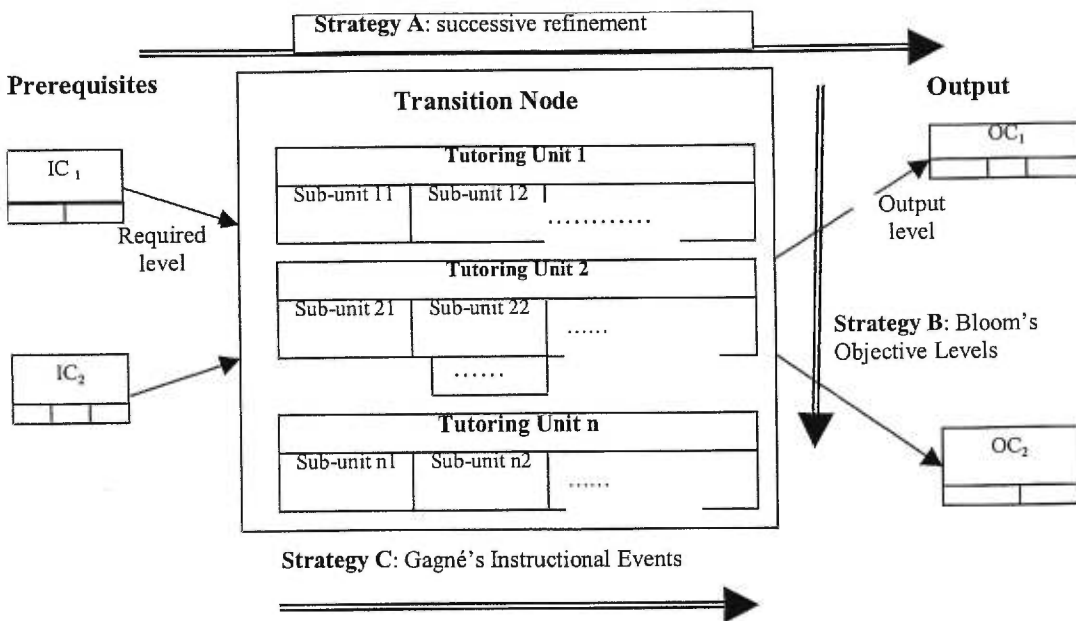 Strategy A: successive refinement
Prerequisites
Output
Transition Node
IC 1
Required
level
IC2
Tutoring Unit 1
Sub-unit 11 Sub-unit 12 .............
Tutoring Unit 2
Sub-unit 21 Sub-unit 22 ......
......
Tutoring Unit n
Sub-unit n1 Sub-unit n2 ......
OC1
Output
level
Strategy B: Bloom's
Objective Levels
OC2
Strategy C: Gagné's Instructional Events